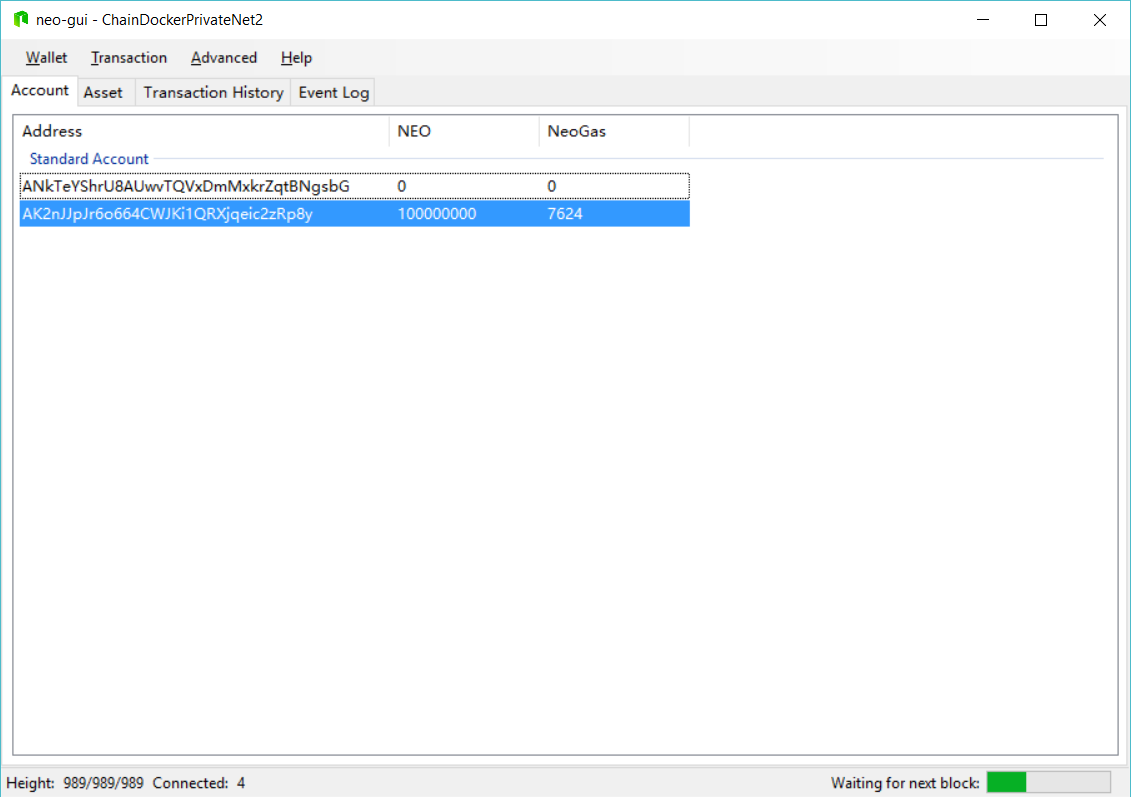 neo-gui - ChainDockerPrivateNet2
Wallet Transaction Advanced Help
Account Asset Transaction History Event Log
Address NEO NeoGas
Standard Account
ANkTeYShrU8AUwvTQVxDmMxkrZqtBNgsbG 0 0
AK2nJJpJr6o664CWJKi1QRXjqeic2zRp8y 100000000 7624
Height: 989/989/989 Connected: 4 Waiting for next block: